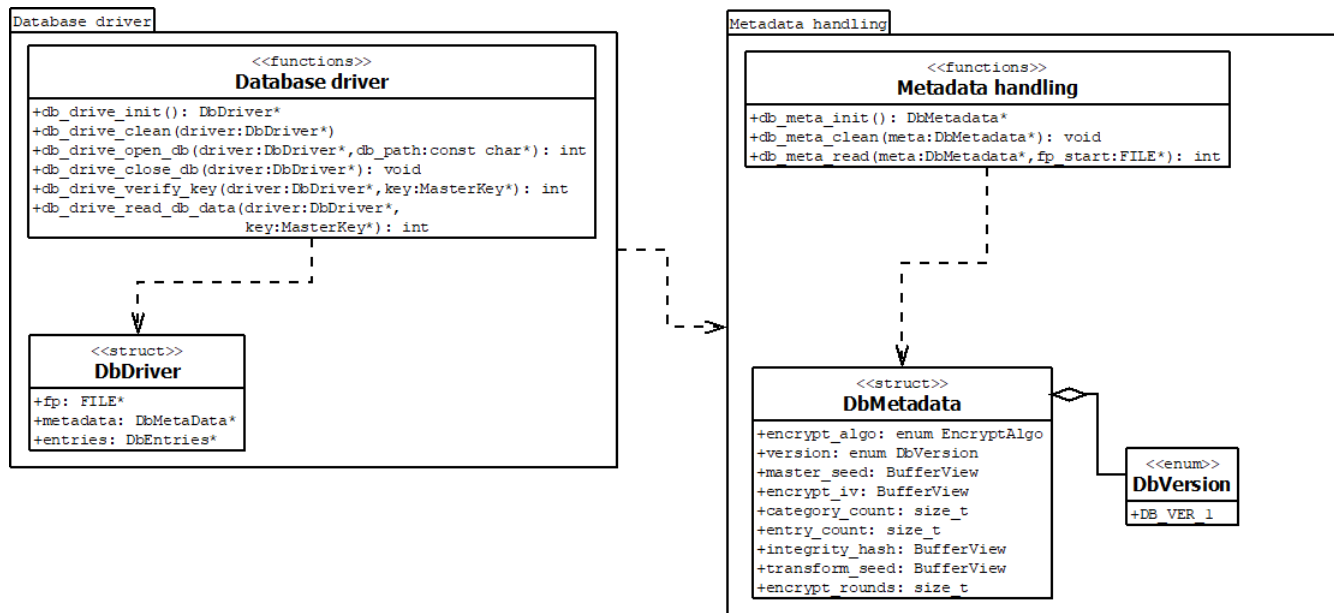 Database driver
<<functions>>
Database driver
+db_drive_init(): DbDriver*
+db_drive_clean(driver:DbDriver*)
+db_drive_open_db(driver:DbDriver*,db_path:const char*): int
+db_drive_close_db(driver:DbDriver*): void
+db_drive_verify_key(driver:DbDriver*,key:MasterKey*): int
+db_drive_read_db_data(driver:DbDriver*,
key:MasterKey*): int
<<struct>>
DbDriver
+fp: FILE*
+metadata: DbMetaData*
+entries: DbEntries*
Metadata handling
<<functions>>
Metadata handling
+db_meta_init(): DbMetadata*
+db_meta_clean(meta:DbMetadata*): void
+db_meta_read(meta:DbMetadata*,fp_start:FILE*): int
<<struct>>
DbMetadata
+encrypt_algo: enum EncryptAlgo
+version: enum DbVersion
+master_seed: BufferView
+encrypt_iv: BufferView
+category_count: size_t
+entry_count: size_t
+integrity_hash: BufferView
+transform_seed: BufferView
+encrypt_rounds: size_t
<<enum>>
DbVersion
+DB_VER_1